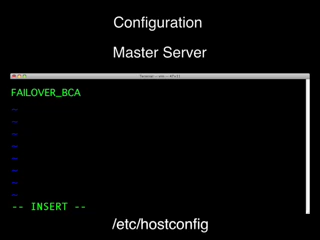 Configuration
Master Server
FAILOVER_BCA
~
~
~
~
~
~
~
~
-- INSERT --
/etc/hostconfig